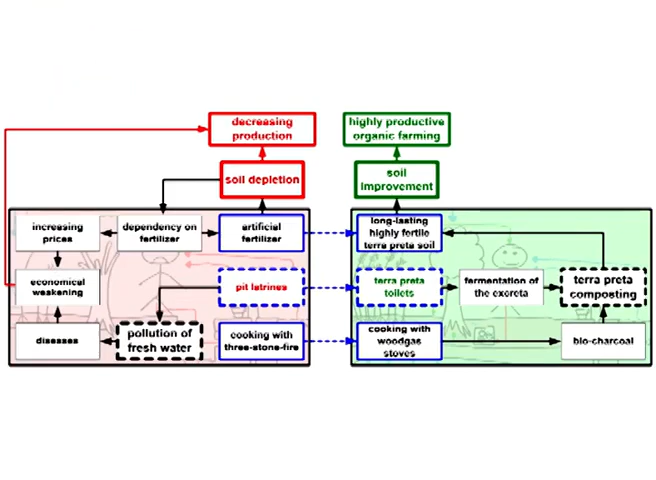 decreasing
production
highly productive
organic farming
soil depletion
soil
improvement
increasing
prices
dependency on
fertilizer
artificial
fertilizer
long-lasting
highly fertile
terra preta soil
economical
weakening
pit latrines
terra preta
toilets
fermentation of
the exoreta
terra preta
composting
diseases
pollution of
fresh water
cooking with
three-stone-fire
cooking with
woodgas
stoves
bio-charcoal